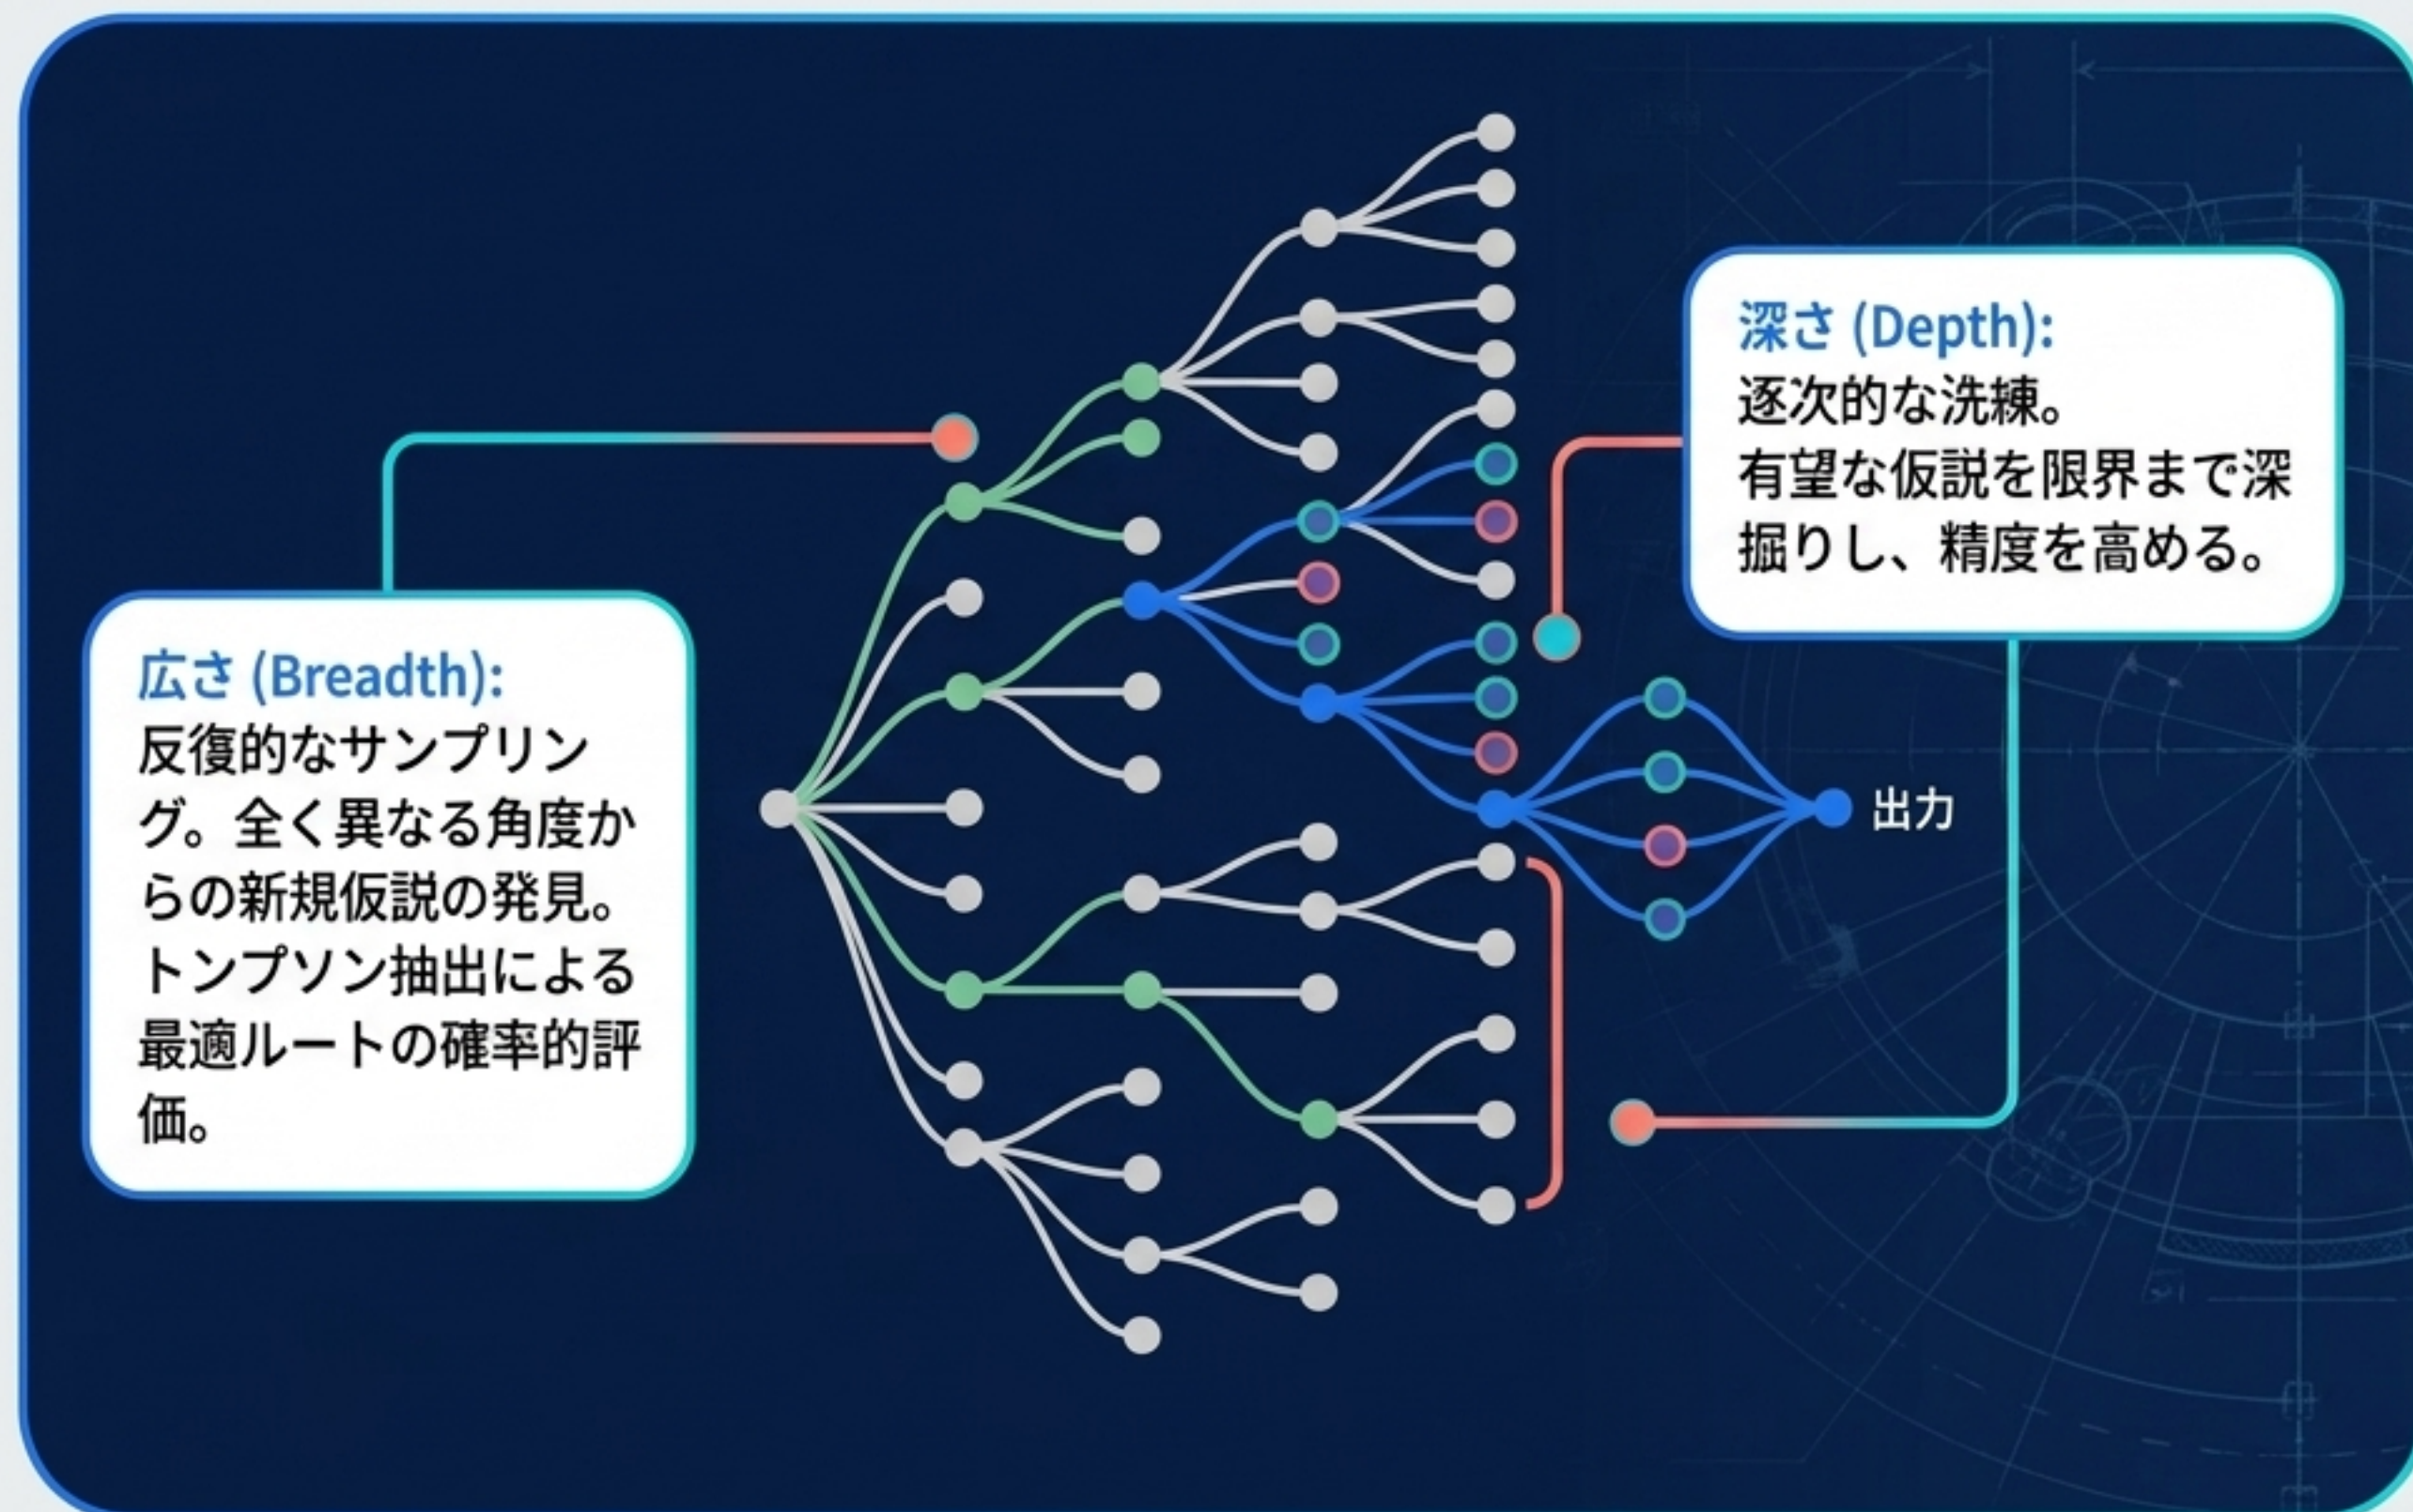 広さ (Breadth):
反復的なサンプリン
グ。全く異なる角度か
らの新規仮説の発見。
トンプソン抽出による
最適ルートの確率的評
価。
深さ (Depth):
逐次的な洗練。
有望な仮説を限界まで深
掘りし、精度を高める。
出力